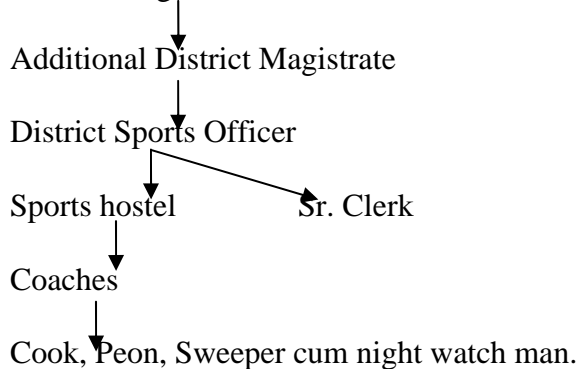 Additional District Magistrate
District Sports Officer
Sports hostel Sr. Clerk
Coaches
Cook, Peon, Sweeper cum night watch man.